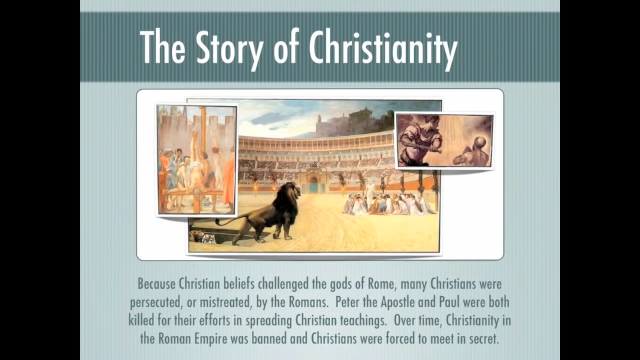 The Story of Christianity
Because Christian beliefs challenged the gods of Rome, many Christians were
persecuted, or mistreated, by the Romans.  Peter the Apostle and Paul were both
killed for their efforts in spreading Christian teachings.  Over time, Christianity in
the Roman Empire was banned and Christians were forced to meet in secret.